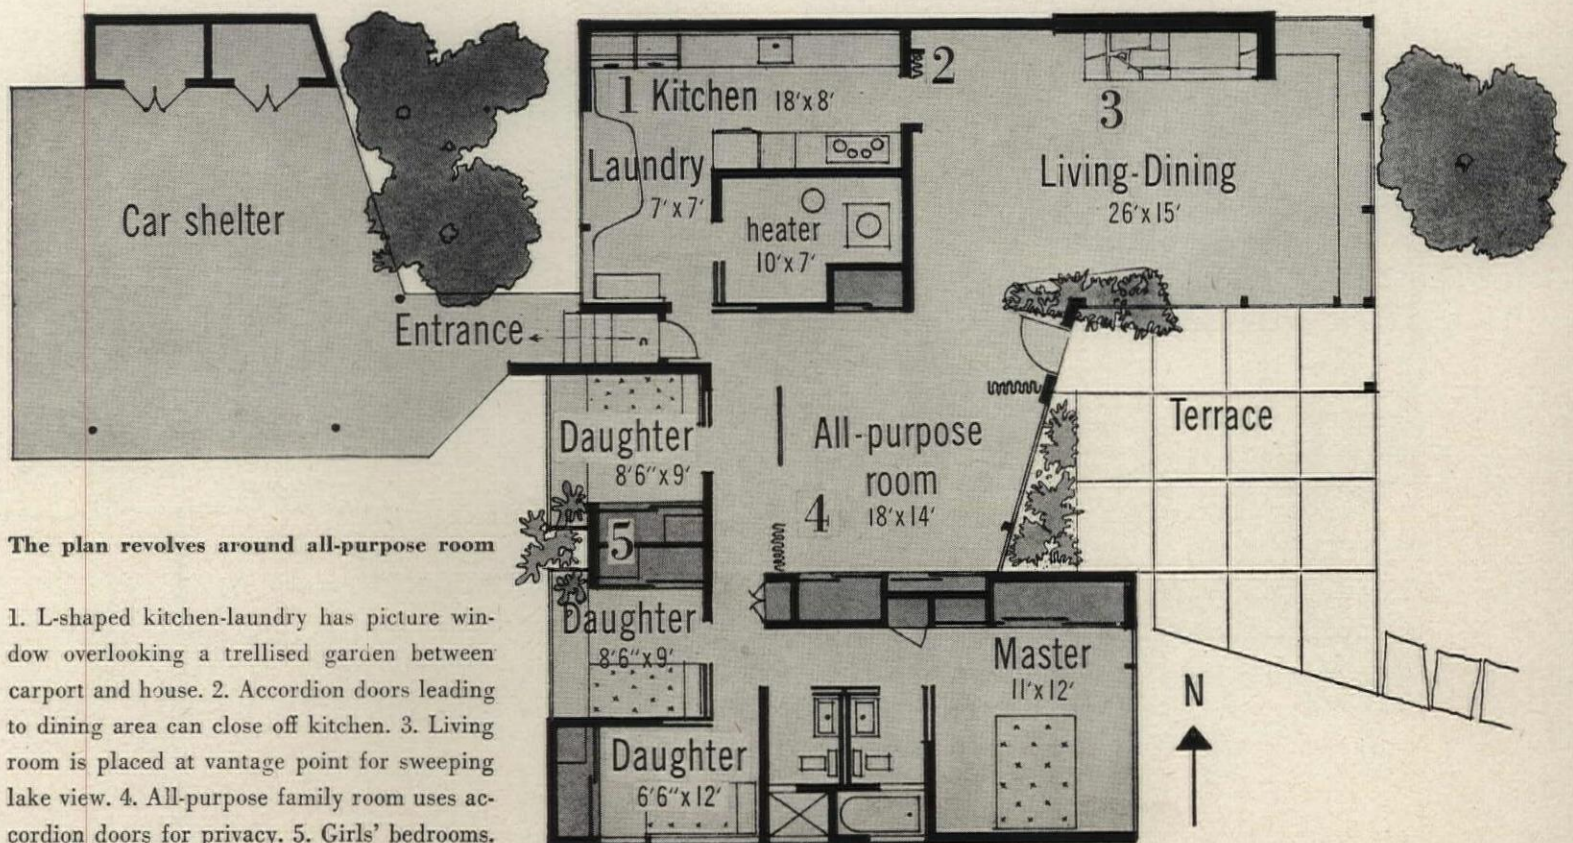 1 Kitchen 18'x8'
2
3
Laundry
7'x7'
Living-Dining
26'x15'
Car shelter
heater
10'x7'
Entrance
Daughter
8'6"x9'
All-purpose
room
18'x14'
4
Terrace
5
Daughter
8'6"x9'
Master
11'x12'
N
Daughter
6'6"x12'
The plan revolves around all-purpose room
1. L-shaped kitchen-laundry has picture win-
dow overlooking a trellised garden between
carport and house. 2. Accordion doors leading
to dining area can close off kitchen. 3. Living
room is placed at vantage point for sweeping
lake view. 4. All-purpose family room uses ac-
cordion doors for privacy. 5. Girls' bedrooms.